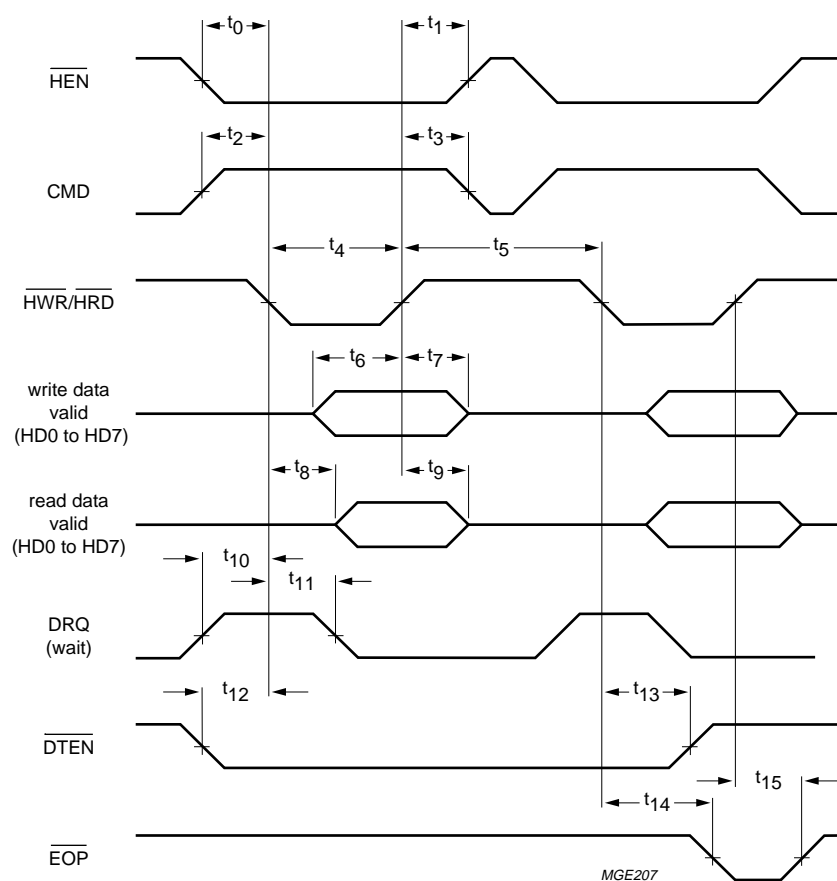 t0 t1
HEN
t2 t3
CMD
t4 t5
HWR/HRD
t6 t7
write data
valid
(HD0 to HD7)
t8 t9
read data
valid
(HD0 to HD7)
t10
t11
DRQ
(wait)
t12 t13
DTEN
t14 t15
EOP
MGE207